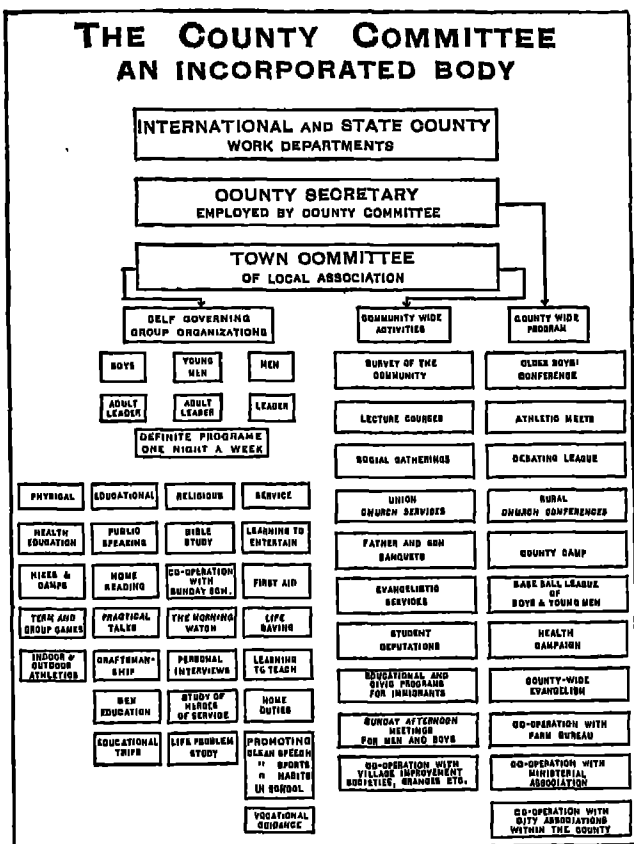 THE COUNTY COMMITTEE
AN INCORPORATED BODY
INTERNATIONAL AND STATE COUNTY
WORK DEPARTMENTS
COUNTY SECRETARY
EMPLOYED BY COUNTY COMMITTEE
TOWN COMMITTEE
OF LOCAL ASSOCIATION
SELF GOVERNING
GROUP ORGANIZATIONS
BOYS
YOUNG
MEN
MEN
ADULT
LEADER
ADULT
LEADER
LEADER
DEFINITE PROGRAME
ONE NIGHT A WEEK
PHYSICAL
HEALTH
EDUCATION
HIKES &
CAMPS
TERM AND
GROUP GAMES
INDOOR &
OUTDOOR
ATHLETICS
EDUCATIONAL
PUBLIC
SPEAKING
HOME
READING
PRACTICAL
TALKS
CRAFTSMAN-
SHIP
SEX
EDUCATION
EDUCATIONAL
TRIPS
RELIGIOUS
BIBLE
STUDY
CO-OPERATION
WITH
SUNDAY SCH.
THE MORNING
WATCH
PERSONAL
INTERVIEWS
STUDY OF
HEROES
OF SERVICE
LIFE PROBLEM
STUDY
SERVICE
LEARNING TO
ENTERTAIN
FIRST AID
LIFE
SAVING
LEARNING
TO TEACH
HOME
DUTIES
PROMOTING
CLEAN SPEECH
" SPORTS
" HABITS
IN SCHOOL
VOCATIONAL
GUIDANCE
COMMUNITY WIDE
ACTIVITIES
SURVEY OF THE
COMMUNITY
LECTURE COURSES
SOCIAL GATHERINGS
UNION
CHURCH SERVICES
FATHER AND SON
BANQUETS
EVANGELISTIC
SERVICES
STUDENT
DEPUTATIONS
EDUCATIONAL AND
CIVIC PROGRAMS
FOR IMMIGRANTS
SUNDAY AFTERNOON
MEETINGS
FOR MEN AND BOYS
CO-OPERATION WITH
VILLAGE IMPROVEMENT
SOCIETIES, GRANGES ETC.
COUNTY WIDE
PROGRAM
OLDER BOYS'
CONFERENCE
ATHLETIC MEETS
DEBATING LEAGUE
RURAL
CHURCH CONFERENCES
COUNTY CAMP
BASE BALL LEAGUE
OF
BOYS & YOUNG MEN
HEALTH
CAMPAIGN
COUNTY-WIDE
EVANGELISM
CO-OPERATION WITH
FARM BUREAU
CO-OPERATION WITH
MINISTERIAL
ASSOCIATION
CO-OPERATION WITH
CITY ASSOCIATIONS
WITHIN THE COUNTY